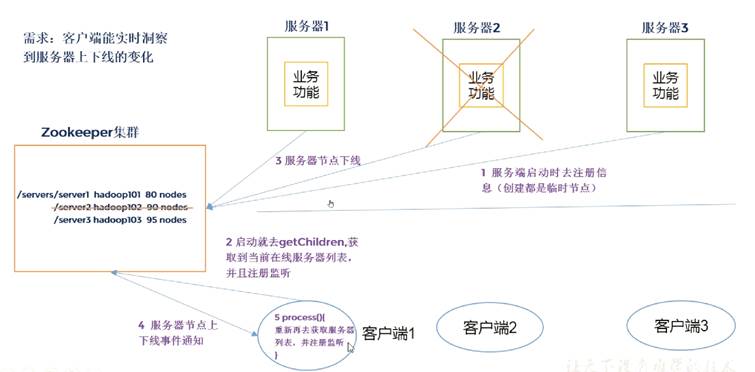 服务器1
服务器2
服务器3
需求：客户端能实时洞察
到服务器上下线的变化
业务
功能
业务
功能
业务
功能
Zookeeper集群
3 服务器节点下线
1 服务端启动时去注册信
息（创建都是临时节点）
/servers/server1 hadoop101 80 nodes
/server2 hadoop102 90 nodes
/server3 hadoop103 95 nodes
2 启动就去getChildren,获
取到当前在线服务器列表，
并且注册监听
4 服务器节点上
下线事件通知
5 process(){
重新再去获取服务器
列表，并注册监听
}
客户端1
客户端2
客户端3